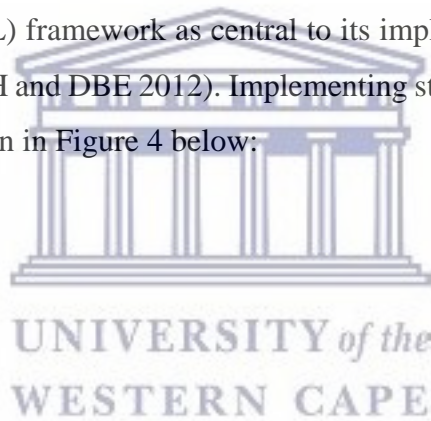 L) framework as central to its impl
H and DBE 2012). Implementing st
n in Figure 4 below:
UNIVERSITY of the
WESTERN CAPE